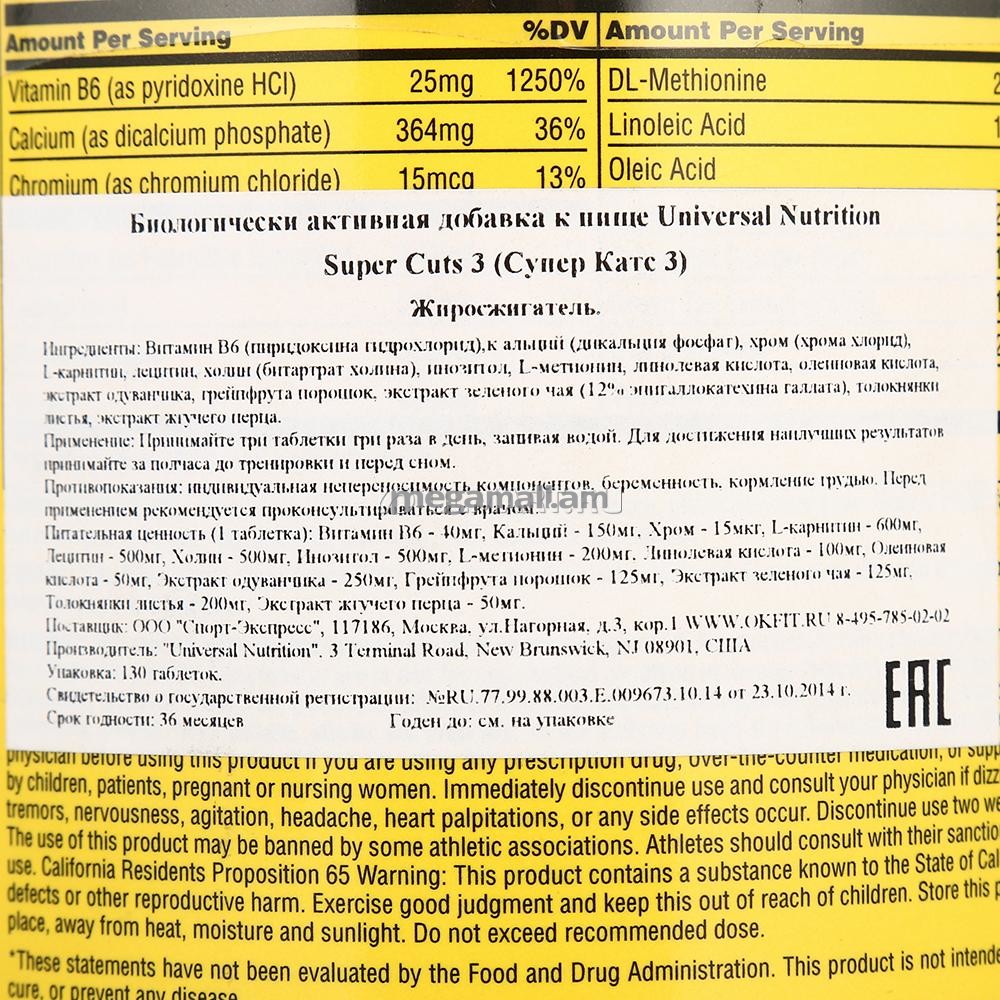 Amount Per Serving %DV Amount Per Serving
Vitamin B6 (as pyridoxine HCl) 25mg 1250% DL-Methionine
Calcium (as dicalcium phosphate) 364mg 36% Linoleic Acid
Chromium (as chromium chloride) 15mcg 13% Oleic Acid
Биологически активная добавка к пище Universal Nutrition
Super Cuts 3 (Супер Катс 3)
Жиросжигатель.
Ингредиенты: Витамин В6 (пиридоксина гидрохлорид),к альций (дикальция фосфат), хром (хрома хлорид),
L-карнитин, лецитин, холин (битартрат холина), инозитол, L-метионин, линолевая кислота, олеиновая кислота,
экстракт одуванчика, грейпфрута порошок, экстракт зеленого чая (12% эпигаллокатехина галлата), толокнянки
листья, экстракт жгучего перца.
Применение: Принимайте три таблетки три раза в день, запивая водой. Для достижения наилучших результатов
принимайте за полчаса до тренировки и перед сном.
Противопоказания: индивидуальная непереносимость компонентов, беременность, кормление грудью. Перед
применением рекомендуется проконсультироваться с врачом.
megamall.am
Питательная ценность (1 таблетка): Витамин В6 - 40мг, Кальций - 150мг, Хром - 15мкг, L-карнитин - 600мг,
Лецитин - 500мг, Холин - 500мг, Инозитол - 500мг, L-метионин - 200мг, Линолевая кислота - 100мг, Олеиновая
кислота - 50мг, Экстракт одуванчика - 250мг, Грейпфрута порошок - 125мг, Экстракт зеленого чая - 125мг,
Толокнянки листья - 200мг, Экстракт жгучего перца - 50мг.
Поставщик: ООО "Спорт-Экспресс", 117186, Москва, ул.Нагорная, д.3, кор.1 WWW.OKFIT.RU 8-495-785-02-02
Производитель: "Universal Nutrition". 3 Terminal Road, New Brunswick, NJ 08901, США
Упаковка: 130 таблеток.
Свидетельство о государственной регистрации: №RU.77.99.88.003.Е.009673.10.14 от 23.10.2014 г.
Срок годности: 36 месяцев Годен до: см. на упаковке
EAC
physician before using this product if you are using any prescription drug, over-the-counter medication, or
by children, patients, pregnant or nursing women. Immediately discontinue use and consult your physician if
tremors, nervousness, agitation, headache, heart palpitations, or any side effects occur. Discontinue use two
The use of this product may be banned by some athletic associations. Athletes should consult with their
use. California Residents Proposition 65 Warning: This product contains a substance known to the State of
defects or other reproductive harm. Exercise good judgment and keep this out of reach of children. Store this
place, away from heat, moisture and sunlight. Do not exceed recommended dose.
*These statements have not been evaluated by the Food and Drug Administration. This product is not
cure, or prevent any disease.